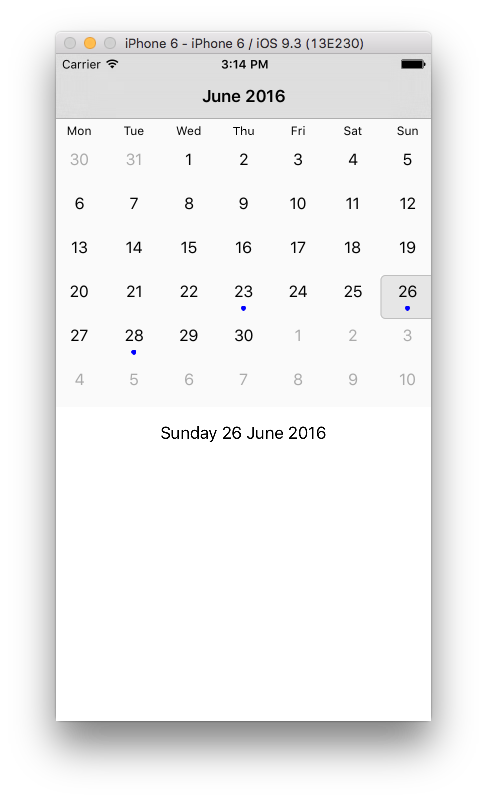 iPhone 6 - iPhone 6 / iOS 9.3 (13E230)
Carrier 3:14 PM
June 2016
Mon Tue Wed Thu Fri Sat Sun
30 31 1 2 3 4 5
6 7 8 9 10 11 12
13 14 15 16 17 18 19
20 21 22 23 24 25 26
27 28 29 30 1 2 3
4 5 6 7 8 9 10
Sunday 26 June 2016